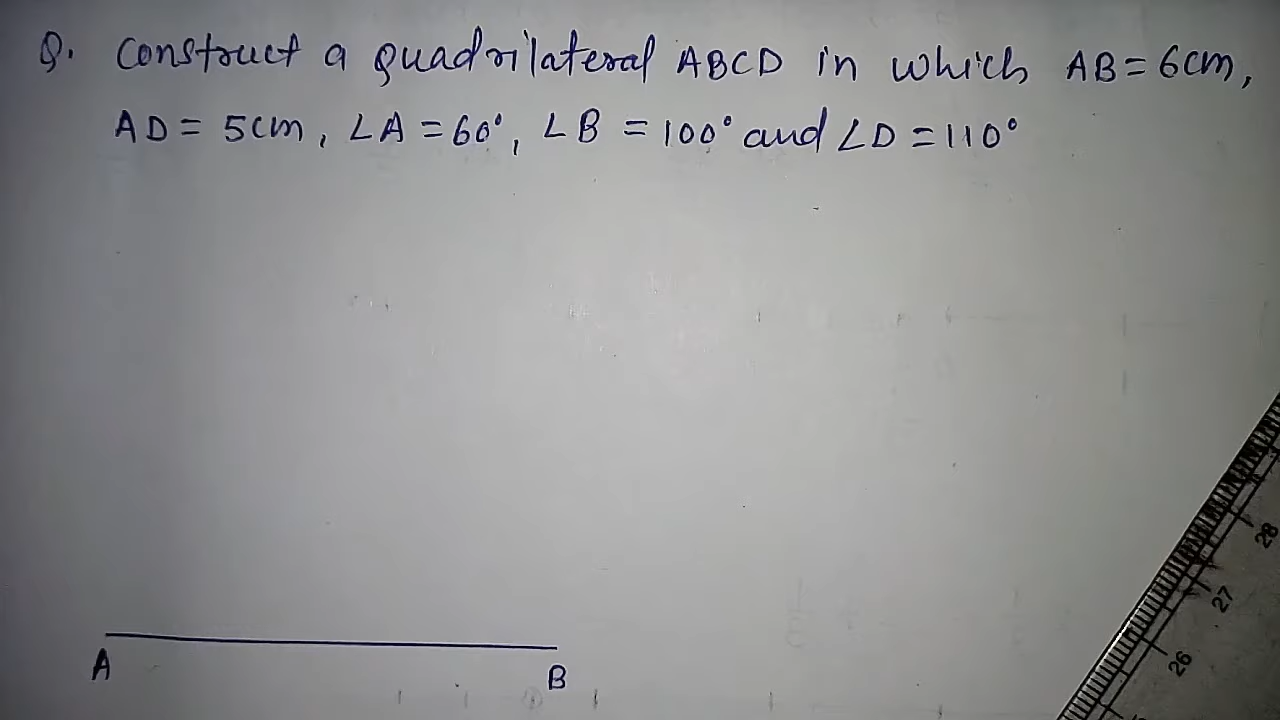 Q. Construct a quadrilateral ABCD in which AB = 6cm,
AD = 5cm, ∠A = 60°, ∠B = 100° and ∠D = 110°
28
27
26
A
B